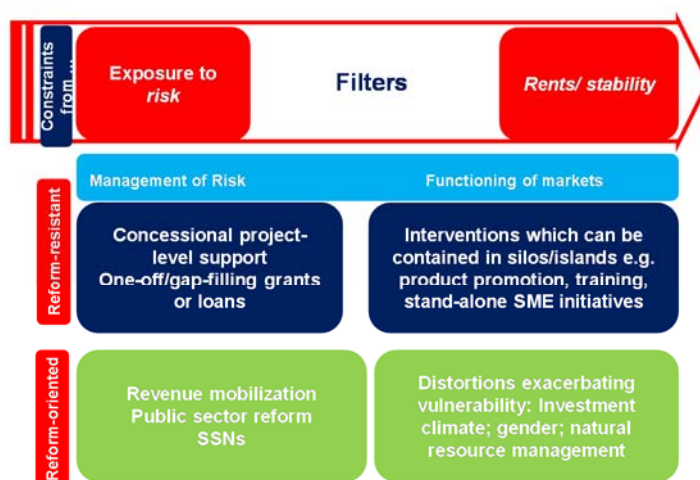 Constraints
from ...
Exposure to
risk
Filters
Rents/ stability
Management of Risk
Functioning of markets
Reform-resistant
Concessional project-
level support
One-off/gap-filling grants
or loans
Interventions which can be
contained in silos/islands e.g.
product promotion, training,
stand-alone SME initiatives
Reform-oriented
Revenue mobilization
Public sector reform
SSNs
Distortions exacerbating
vulnerability: Investment
climate; gender; natural
resource management